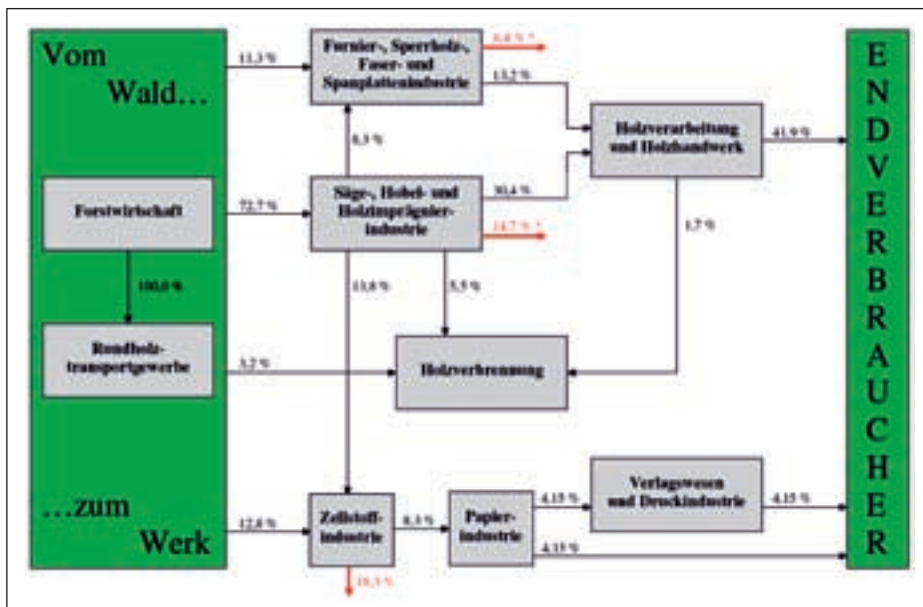 Vom
Wald…
11,3 %
Furnier-, Sperrholz-,
Faser- und
Spanplattenindustrie
13,2 %
Holzverarbeitung
und Holzhandwerk
41,9 %
8,3 %
Forstwirtschaft
72,7 %
Säge-, Hobel- und
Holzimprägnier-
industrie
30,4 %
14,7 % *
1,7 %
100,0 %
13,8 %
5,5 %
Rundholz-
transportgewerbe
3,2 %
Holzverbrennung
…zum
Werk
12,8 %
Zellstoff-
industrie
8,3 %
Papier-
industrie
4,15 %
Verlagswesen
und Druckindustrie
4,15 %
4,15 %
ENDVERBRAUCHER